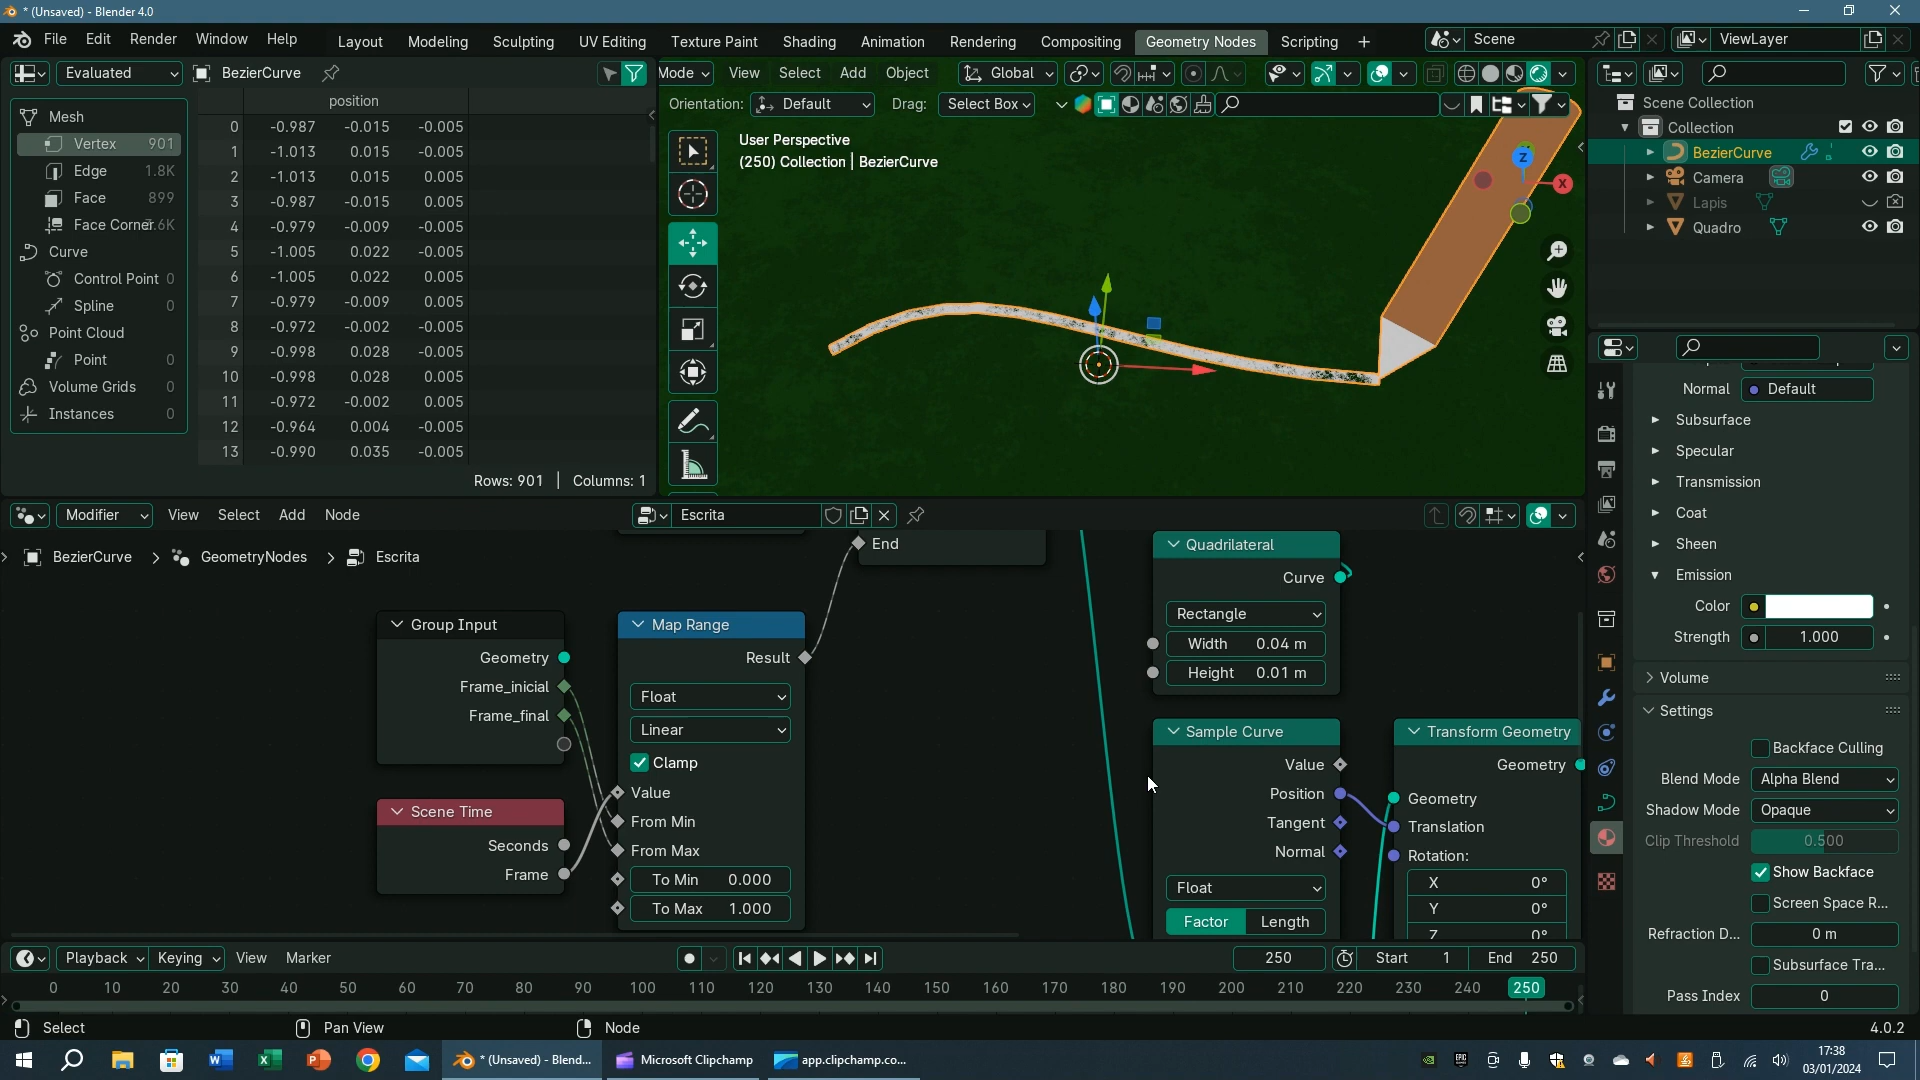 * (Unsaved) - Blender 4.0
File Edit Render Window Help Layout Modeling Sculpting UV Editing Texture Paint Shading Animation Rendering Compositing Geometry Nodes Scripting + Scene ViewLayer
Evaluated BezierCurve
Mode View Select Add Object Global
Orientation: Default Drag: Select Box
position
Mesh
Vertex 901
Edge 1.8K
Face 899
Face Corner 7.6K
Curve
Control Point 0
Spline 0
Point Cloud
Point 0
Volume Grids 0
Instances 0
0 -0.987 -0.015 -0.005
1 -1.013 0.015 -0.005
2 -1.013 0.015 0.005
3 -0.987 -0.015 0.005
4 -0.979 -0.009 -0.005
5 -1.005 0.022 -0.005
6 -1.005 0.022 0.005
7 -0.979 -0.009 0.005
8 -0.972 -0.002 -0.005
9 -0.998 0.028 -0.005
10 -0.998 0.028 0.005
11 -0.972 -0.002 0.005
12 -0.964 0.004 -0.005
13 -0.990 0.035 -0.005
Rows: 901 | Columns: 1
User Perspective
(250) Collection | BezierCurve
Z
X
Scene Collection
Collection
BezierCurve
Camera
Lapis
Quadro
Normal Default
Subsurface
Specular
Transmission
Coat
Sheen
Emission
Color
Strength 1.000
Volume
Settings
Backface Culling
Blend Mode Alpha Blend
Shadow Mode Opaque
Clip Threshold 0.500
Show Backface
Screen Space R...
Refraction D... 0 m
Subsurface Tra...
Pass Index 0
Modifier View Select Add Node Escrita
BezierCurve > GeometryNodes > Escrita
End
Group Input
Geometry
Frame_inicial
Frame_final
Scene Time
Seconds
Frame
Map Range
Result
Float
Linear
Clamp
Value
From Min
From Max
To Min 0.000
To Max 1.000
Quadrilateral
Curve
Rectangle
Width 0.04 m
Height 0.01 m
Sample Curve
Value
Position
Tangent
Normal
Float
Factor Length
Transform Geometry
Geometry
Geometry
Translation
Rotation:
X 0°
Y 0°
Z 0°
Playback Keying View Marker 250 Start 1 End 250
0 10 20 30 40 50 60 70 80 90 100 110 120 130 140 150 160 170 180 190 200 210 220 230 240 250
Select Pan View Node 4.0.2
* (Unsaved) - Blend... Microsoft Clipchamp app.clipchamp.co...
17:38
03/01/2024